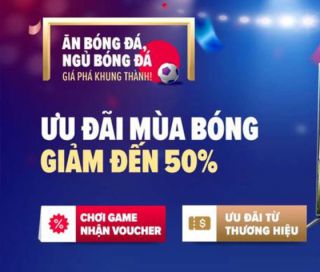 ĂN BÓNG ĐÁ,
NGỦ BÓNG ĐÁ
GIÁ PHÁ KHUNG THÀNH!
ƯU ĐÃI MÙA BÓNG
GIẢM ĐẾN 50%
CHƠI GAME
NHẬN VOUCHER
ƯU ĐÃI TỪ
THƯƠNG HIỆU